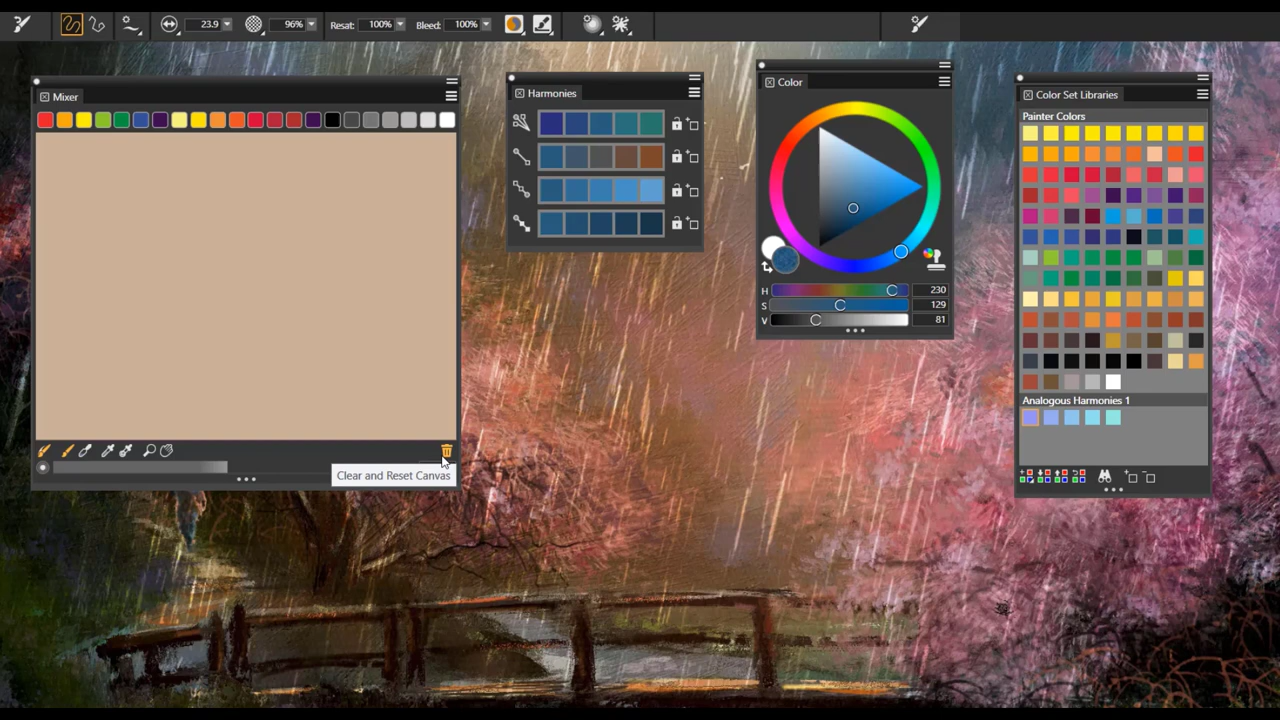 23.9
96%
Resat: 100%
Bleed: 100%
Mixer
Clear and Reset Canvas
Harmonies
Color
H 230
S 129
V 81
Color Set Libraries
Painter Colors
Analogous Harmonies 1